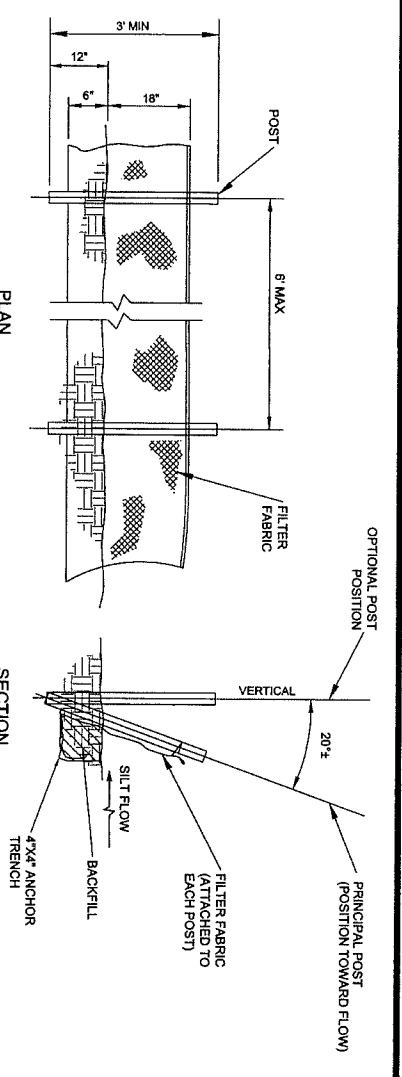 3' MIN
12"
6"
18"
POST
6' MAX
FILTER
FABRIC
PLAN
OPTIONAL POST
POSITION
VERTICAL
20°±
PRINCIPAL POST
(POSITION TOWARD FLOW)
SILT FLOW
FILTER FABRIC
(ATTACHED TO
EACH POST)
BACKFILL
4"X4" ANCHOR
TRENCH
SECTION